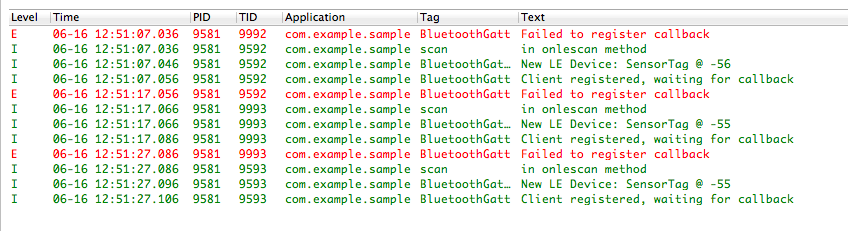 Level Time PID TID Application Tag Text
E 06-16 12:51:07.036 9581 9992 com.example.sample BluetoothGatt Failed to register callback
I 06-16 12:51:07.036 9581 9592 com.example.sample scan in onlescan method
I 06-16 12:51:07.046 9581 9592 com.example.sample BluetoothGat… New LE Device: SensorTag @ -56
I 06-16 12:51:07.056 9581 9592 com.example.sample BluetoothGatt Client registered, waiting for callback
E 06-16 12:51:17.056 9581 9592 com.example.sample BluetoothGatt Failed to register callback
I 06-16 12:51:17.066 9581 9993 com.example.sample scan in onlescan method
I 06-16 12:51:17.066 9581 9993 com.example.sample BluetoothGat… New LE Device: SensorTag @ -55
I 06-16 12:51:17.086 9581 9993 com.example.sample BluetoothGatt Client registered, waiting for callback
E 06-16 12:51:27.086 9581 9993 com.example.sample BluetoothGatt Failed to register callback
I 06-16 12:51:27.086 9581 9593 com.example.sample scan in onlescan method
I 06-16 12:51:27.096 9581 9593 com.example.sample BluetoothGat… New LE Device: SensorTag @ -55
I 06-16 12:51:27.106 9581 9593 com.example.sample BluetoothGatt Client registered, waiting for callback